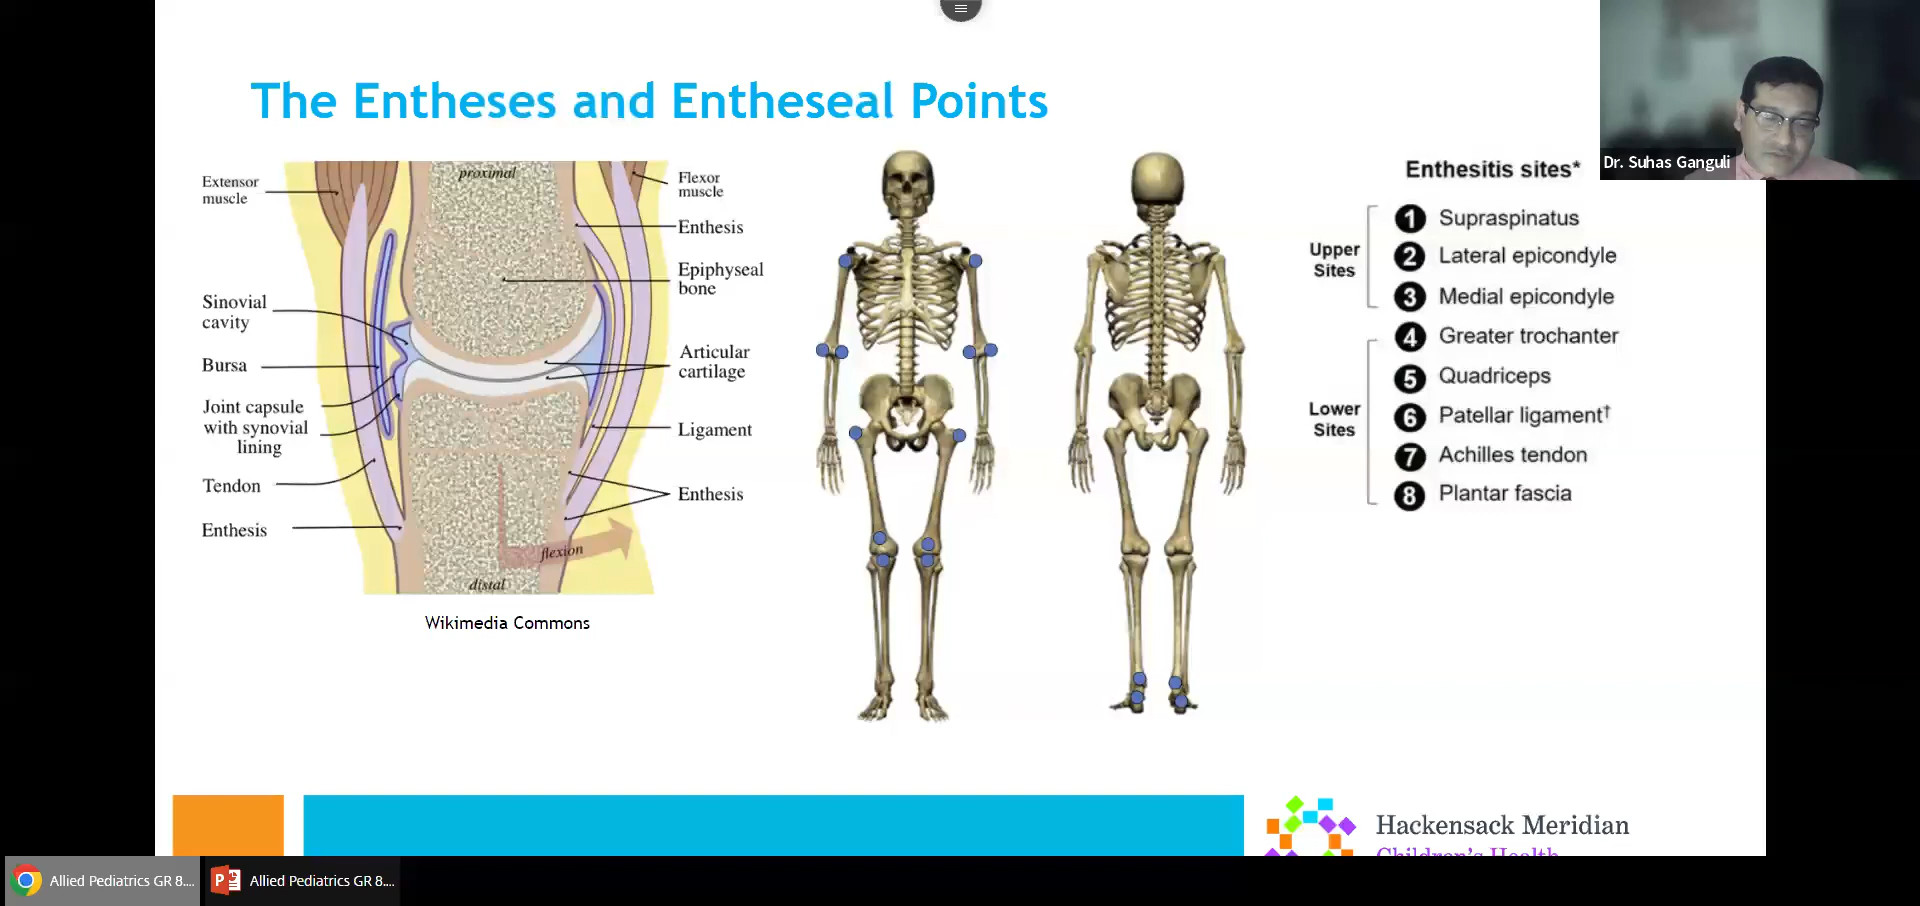 The Entheses and Entheseal Points
Dr. Suhas Ganguli
Extensor
muscle
Sinovial
cavity
Bursa
Joint capsule
with synovial
lining
Tendon
Enthesis
proximal
flexion
distal
Flexor
muscle
Enthesis
Epiphyseal
bone
Articular
cartilage
Ligament
Enthesis
Wikimedia Commons
Enthesitis sites*
Upper
Sites
1 Supraspinatus
2 Lateral epicondyle
3 Medial epicondyle
Lower
Sites
4 Greater trochanter
5 Quadriceps
6 Patellar ligament†
7 Achilles tendon
8 Plantar fascia
Hackensack Meridian
Children's Health
Allied Pediatrics GR 8....
Allied Pediatrics GR 8....